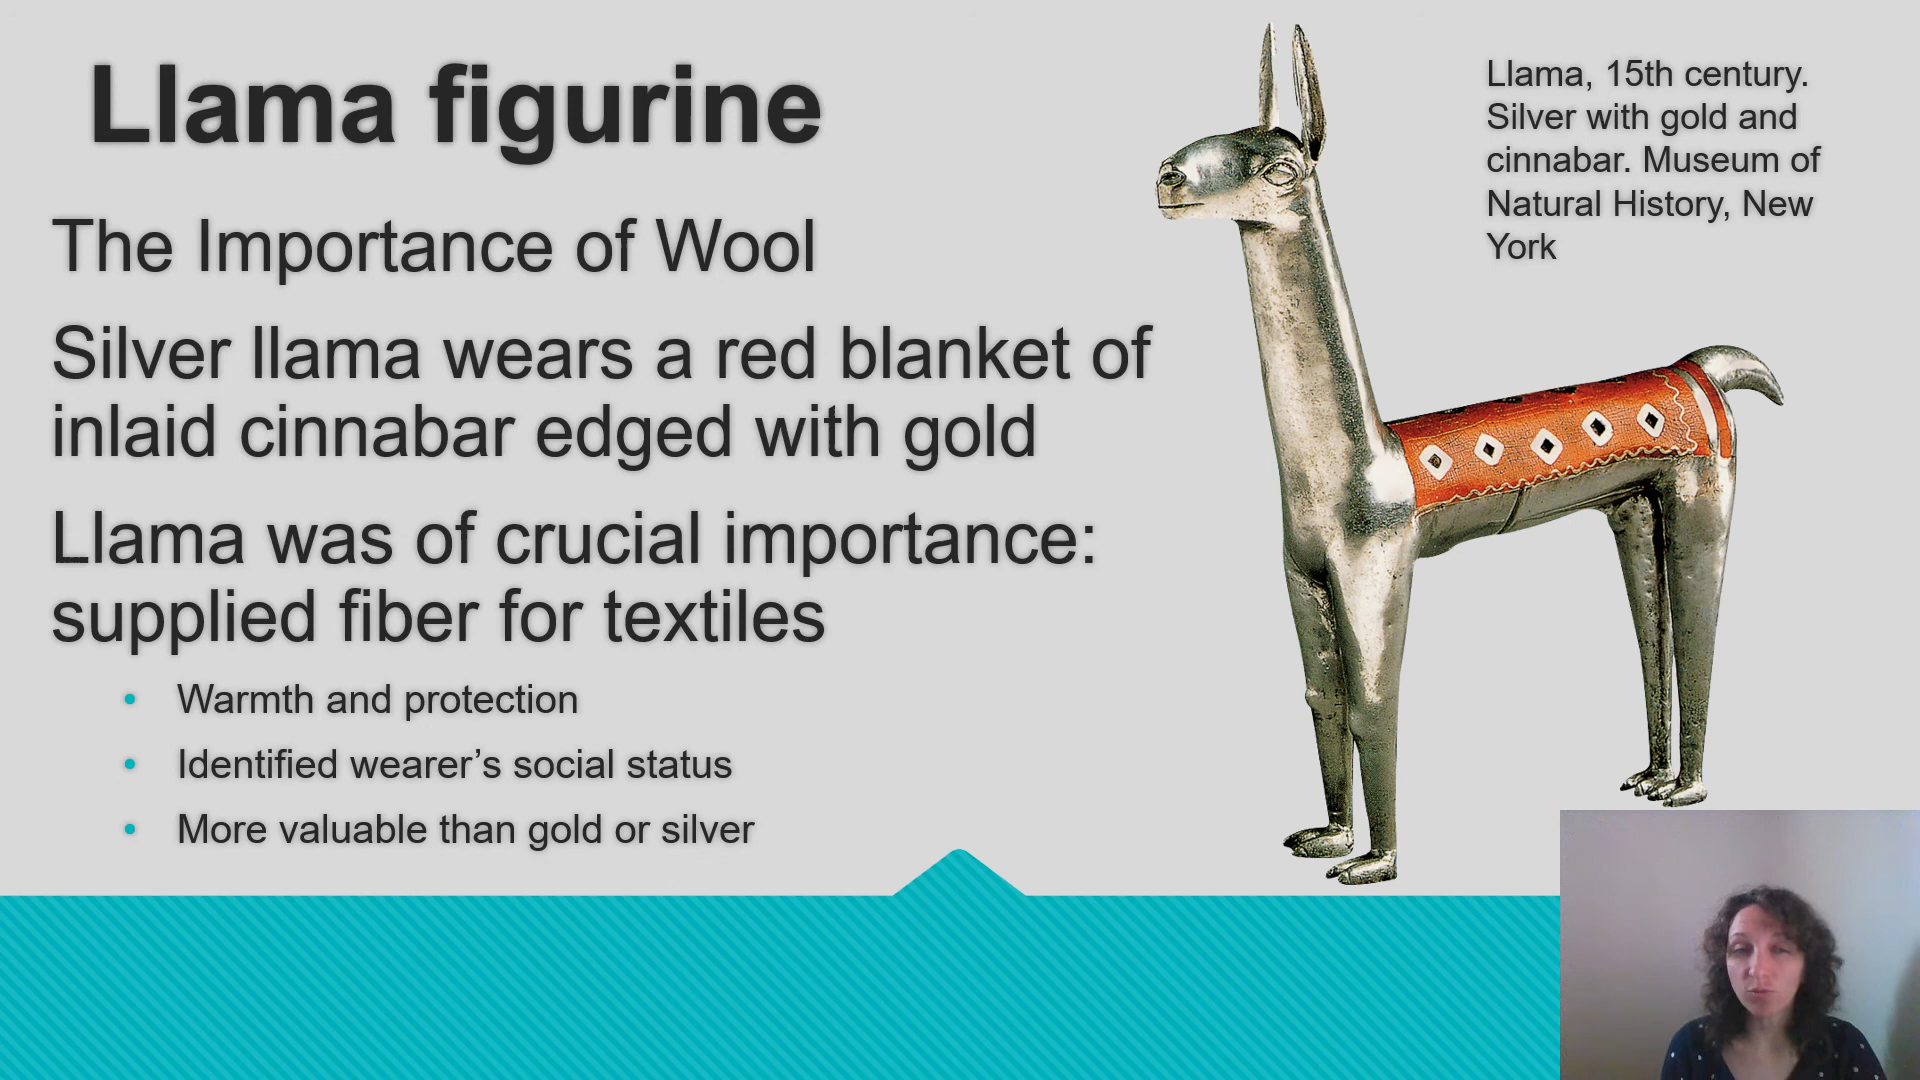 Llama figurine
The Importance of Wool
Silver llama wears a red blanket of
inlaid cinnabar edged with gold
Llama was of crucial importance:
supplied fiber for textiles
• Warmth and protection
• Identified wearer’s social status
• More valuable than gold or silver
Llama, 15th century.
Silver with gold and
cinnabar. Museum of
Natural History, New
York